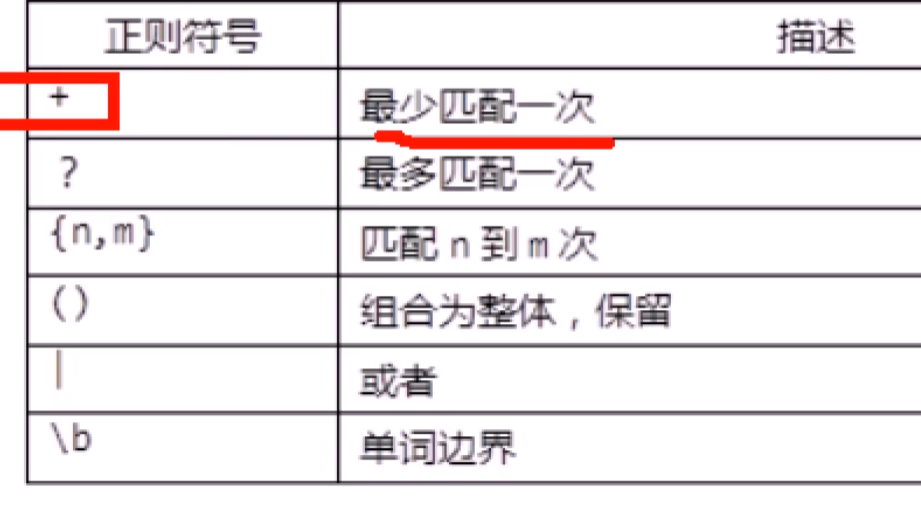 正则符号 描述
+ 最少匹配一次
? 最多匹配一次
{n,m} 匹配 n 到 m 次
() 组合为整体，保留
| 或者
\b 单词边界